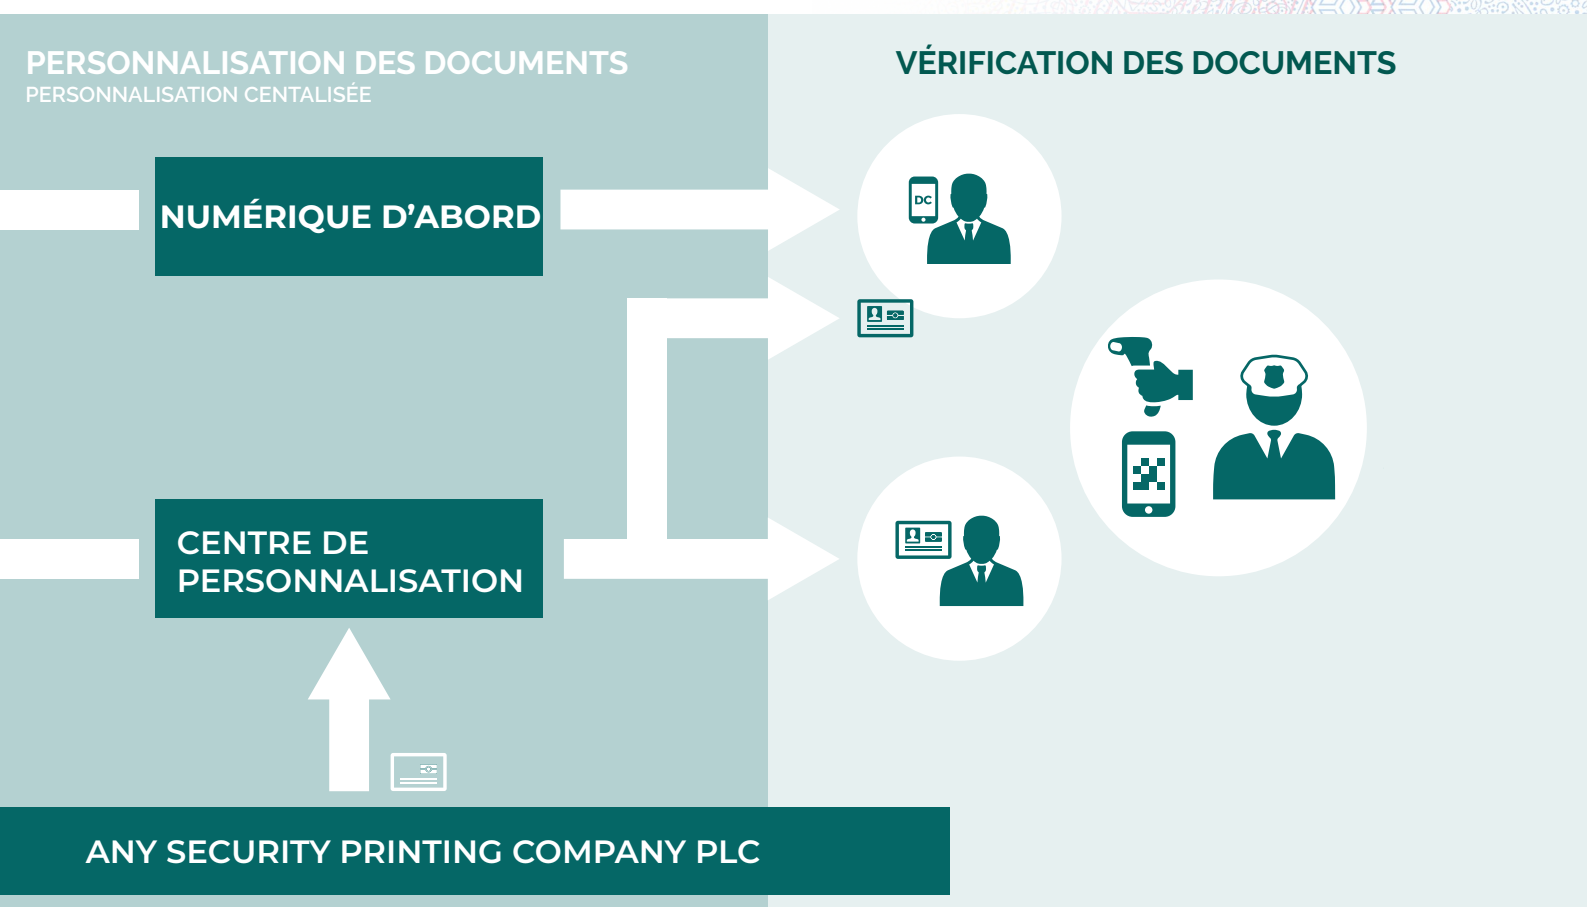 PERSONNALISATION DES DOCUMENTS
PERSONNALISATION CENTALISÉE
VÉRIFICATION DES DOCUMENTS
NUMÉRIQUE D’ABORD
DC
CENTRE DE
PERSONNALISATION
ANY SECURITY PRINTING COMPANY PLC